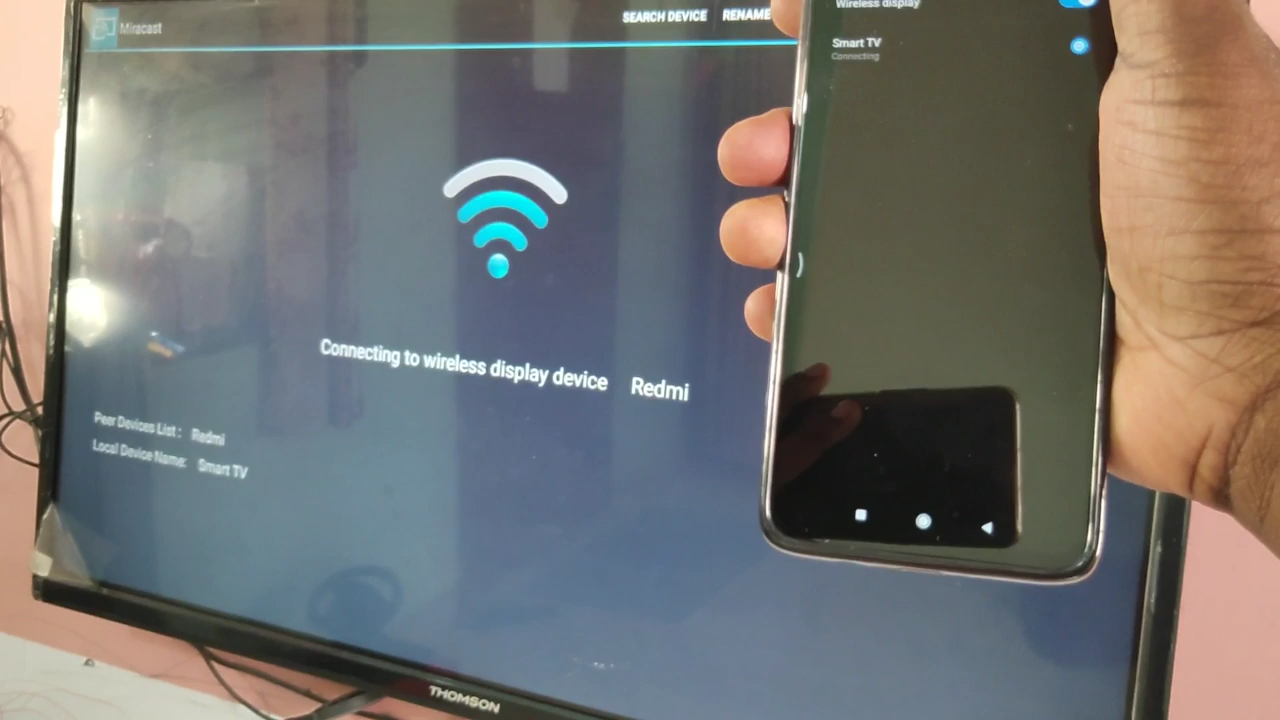 Miracast
SEARCH DEVICE RENAME
Wireless display
Smart TV
Connecting
Connecting to wireless display device Redmi
Peer Devices List : Redmi
Local Device Name: Smart TV
THOMSON